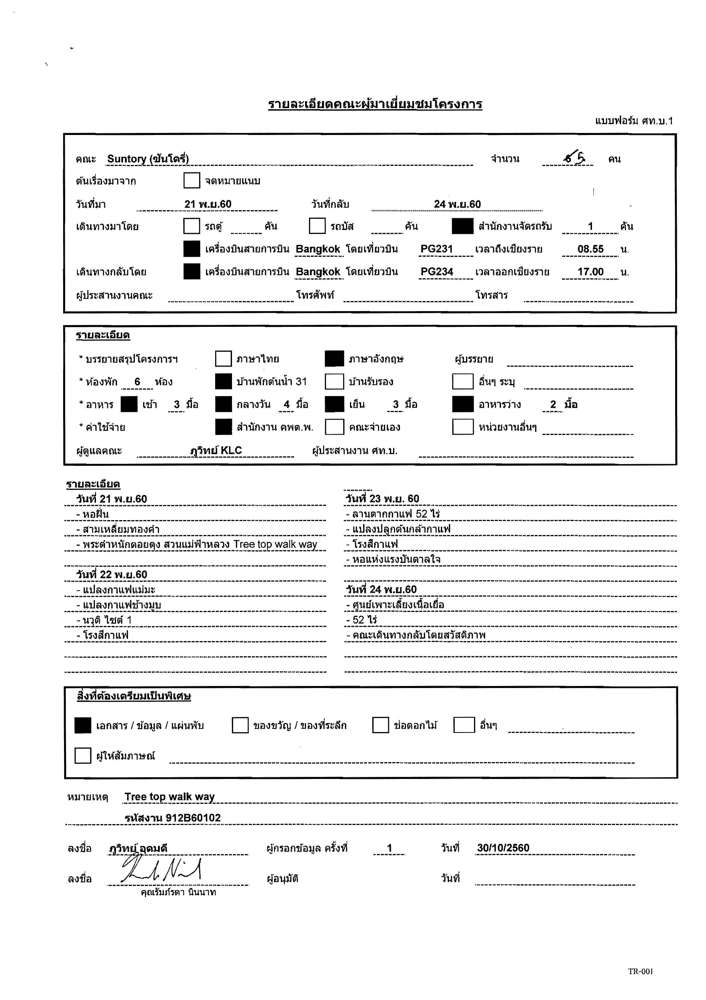 รายละเอียดคณะผู้มาเยี่ยมชมโครงการ
แบบฟอร์ม ศท.บ.1
คณะ Suntory (ซันโตรี่) จำนวน 5 คน
ต้นเรื่องมาจาก จดหมายแนบ
วันที่มา 21 พ.ย.60 วันที่กลับ 24 พ.ย.60
เดินทางมาโดย รถตู้ คัน รถบัส คัน สำนักงานจัดรถรับ 1 คัน
เครื่องบินสายการบิน Bangkok โดยเที่ยวบิน PG231 เวลาถึงเชียงราย 08.55 น.
เดินทางกลับโดย เครื่องบินสายการบิน Bangkok โดยเที่ยวบิน PG234 เวลาออกเชียงราย 17.00 น.
ผู้ประสานงานคณะ โทรศัพท์ โทรสาร
รายละเอียด
* บรรยายสรุปโครงการฯ ภาษาไทย ภาษาอังกฤษ ผู้บรรยาย
* ห้องพัก 6 ห้อง บ้านพักต้นน้ำ 31 บ้านรับรอง อื่นๆ ระบุ
* อาหาร เช้า 3 มื้อ กลางวัน 4 มื้อ เย็น 3 มื้อ อาหารว่าง 2 มื้อ
* ค่าใช้จ่าย สำนักงาน คพต.พ. คณะจ่ายเอง หน่วยงานอื่นๆ
ผู้ดูแลคณะ ภูวิทย์ KLC ผู้ประสานงาน ศท.บ.
รายละเอียด
วันที่ 21 พ.ย.60
- หอฝิ่น
- สามเหลี่ยมทองคำ
- พระตำหนักดอยตุง สวนแม่ฟ้าหลวง Tree top walk way
วันที่ 22 พ.ย.60
- แปลงกาแฟแม่มะ
- แปลงกาแฟช้างมูบ
- นวุติ ไซต์ 1
- โรงสีกาแฟ
วันที่ 23 พ.ย. 60
- ลานตากกาแฟ 52 ไร่
- แปลงปลูกต้นกล้ากาแฟ
- โรงสีกาแฟ
- หอแห่งแรงบันดาลใจ
วันที่ 24 พ.ย.60
- ศูนย์เพาะเลี้ยงเนื้อเยื่อ
- 52 ไร่
- คณะเดินทางกลับโดยสวัสดิภาพ
สิ่งที่ต้องเตรียมเป็นพิเศษ
เอกสาร / ข้อมูล / แผ่นพับ ของขวัญ / ของที่ระลึก ช่อดอกไม้ อื่นๆ
ผู้ให้สัมภาษณ์
หมายเหตุ Tree top walk way
รหัสงาน 912B60102
ลงชื่อ ภูวิทย์ อุดมดี ผู้กรอกข้อมูล ครั้งที่ 1 วันที่ 30/10/2560
ลงชื่อ ผู้อนุมัติ วันที่
คุณรัมภ์รดา นินนาท
TR-001